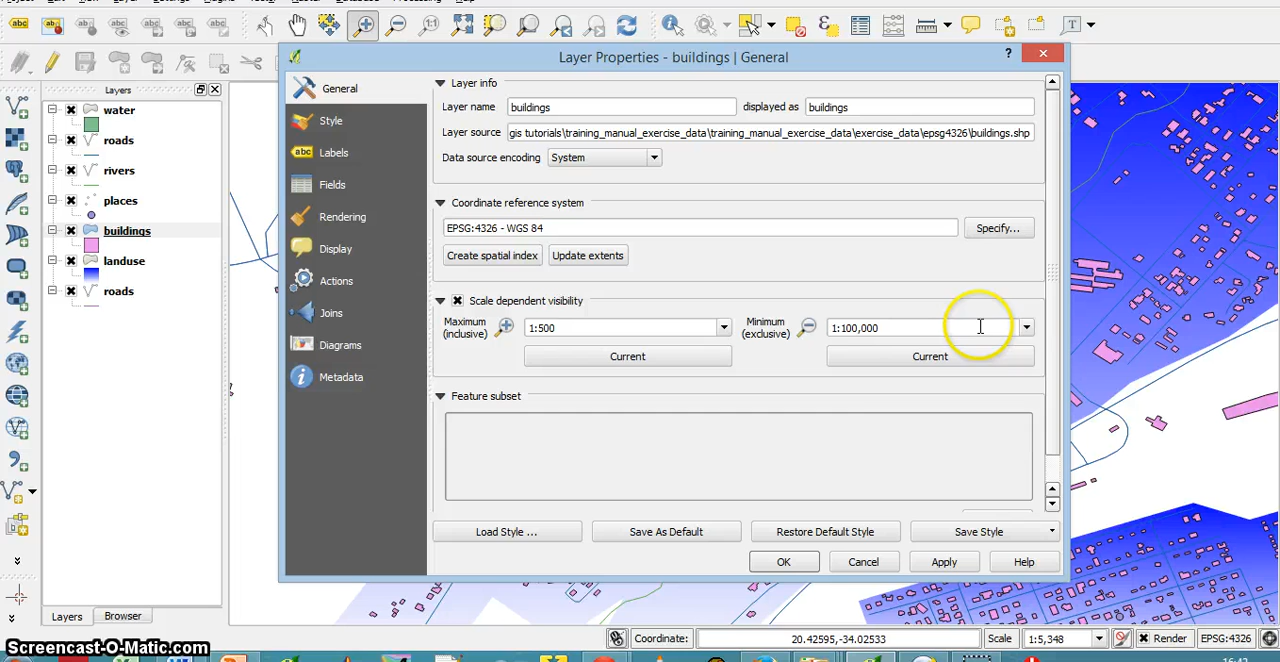 Layer Properties - buildings | General
?
Layers
water
roads
rivers
places
buildings
landuse
roads
General
Style
abc Labels
Fields
Rendering
Display
Actions
Joins
Diagrams
Metadata
Layer info
Layer name buildings displayed as buildings
Layer source gis tutorials\training_manual_exercise_data\training_manual_exercise_data\exercise_data\epsg4326\buildings.shp
Data source encoding System
Coordinate reference system
EPSG:4326 - WGS 84 Specify...
Create spatial index Update extents
Scale dependent visibility
Maximum (inclusive) 1:500 Minimum (exclusive) 1:100,000
Current Current
Feature subset
Load Style ... Save As Default Restore Default Style Save Style
OK Cancel Apply Help
Layers Browser
Coordinate: 20.42595,-34.02533 Scale 1:5,348 Render EPSG:4326
Screencast-O-Matic.com
16:42